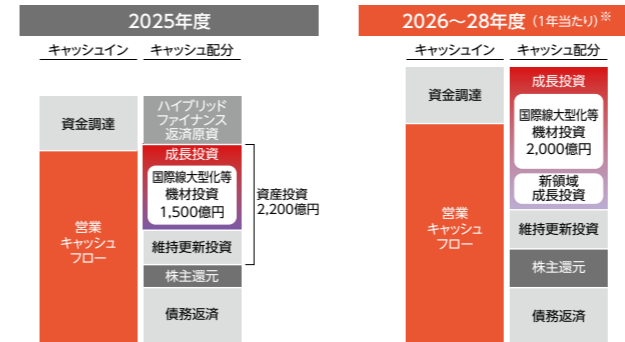 2025年度
キャッシュイン
キャッシュ配分
資金調達
営業
キャッシュ
フロー
ハイブリッド
ファイナンス
返済原資
成長投資
国際線大型化等
機材投資
1,500億円
維持更新投資
株主還元
債務返済
資産投資
2,200億円
2026～28年度（1年当たり）※
キャッシュイン
キャッシュ配分
資金調達
営業
キャッシュ
フロー
成長投資
国際線大型化等
機材投資
2,000億円
新領域
成長投資
維持更新投資
株主還元
債務返済